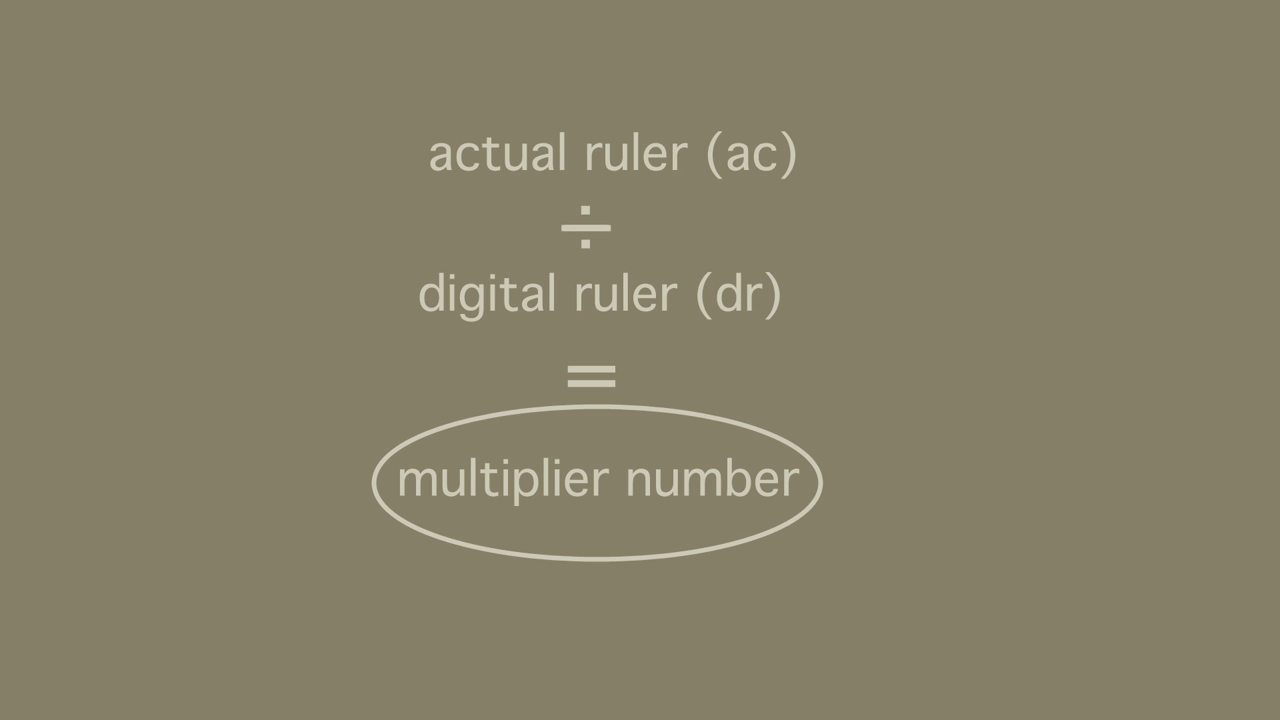 actual ruler (ac)
÷
digital ruler (dr)
=
multiplier number